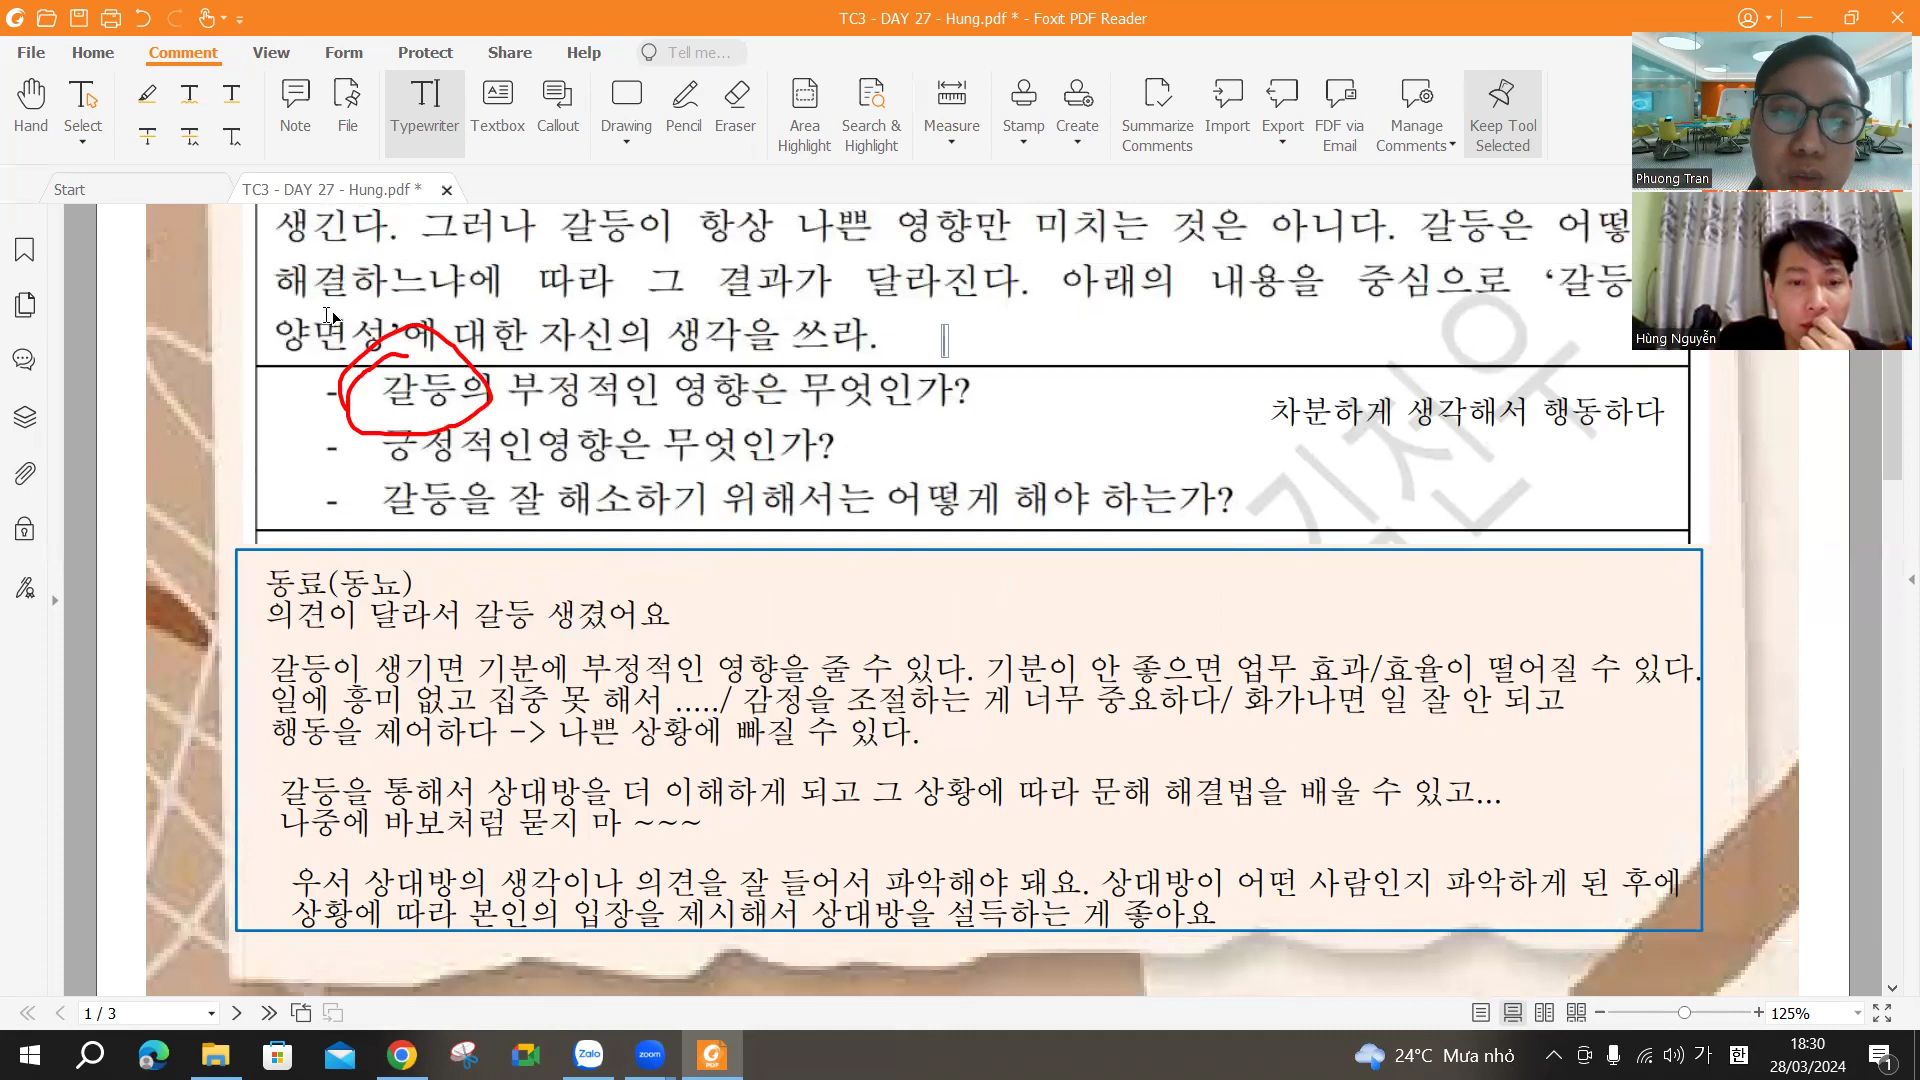 TC3 - DAY 27 - Hung.pdf * - Foxit PDF Reader
File Home Comment View Form Protect Share Help Tell me...
Hand Select Note File Typewriter Textbox Callout Drawing Pencil Eraser Area Highlight Search & Highlight Measure Stamp Create Summarize Comments Import Export FDF via Email Manage Comments Keep Tool Selected
Phuong Tran
Start TC3 - DAY 27 - Hung.pdf *
생긴다. 그러나 갈등이 항상 나쁜 영향만 미치는 것은 아니다. 갈등은 어떻
해결하느냐에 따라 그 결과가 달라진다. 아래의 내용을 중심으로 ‘갈등
양면성’에 대한 자신의 생각을 쓰라.
Hùng Nguyễn
- 갈등의 부정적인 영향은 무엇인가?
차분하게 생각해서 행동하다
- 긍정적인영향은 무엇인가?
- 갈등을 잘 해소하기 위해서는 어떻게 해야 하는가?
김찬우
동료(동뇨)
의견이 달라서 갈등 생겼어요
갈등이 생기면 기분에 부정적인 영향을 줄 수 있다. 기분이 안 좋으면 업무 효과/효율이 떨어질 수 있다.
일에 흥미 없고 집중 못 해서 ...../ 감정을 조절하는 게 너무 중요하다/ 화가나면 일 잘 안 되고
행동을 제어하다 -> 나쁜 상황에 빠질 수 있다.
갈등을 통해서 상대방을 더 이해하게 되고 그 상황에 따라 문해 해결법을 배울 수 있고...
나중에 바보처럼 묻지 마 ~~~
우서 상대방의 생각이나 의견을 잘 들어서 파악해야 돼요. 상대방이 어떤 사람인지 파악하게 된 후에
상황에 따라 본인의 입장을 제시해서 상대방을 설득하는 게 좋아요
1 / 3
125%
Zalo zoom PDF
24°C Mưa nhỏ
가 한
18:30
28/03/2024
1